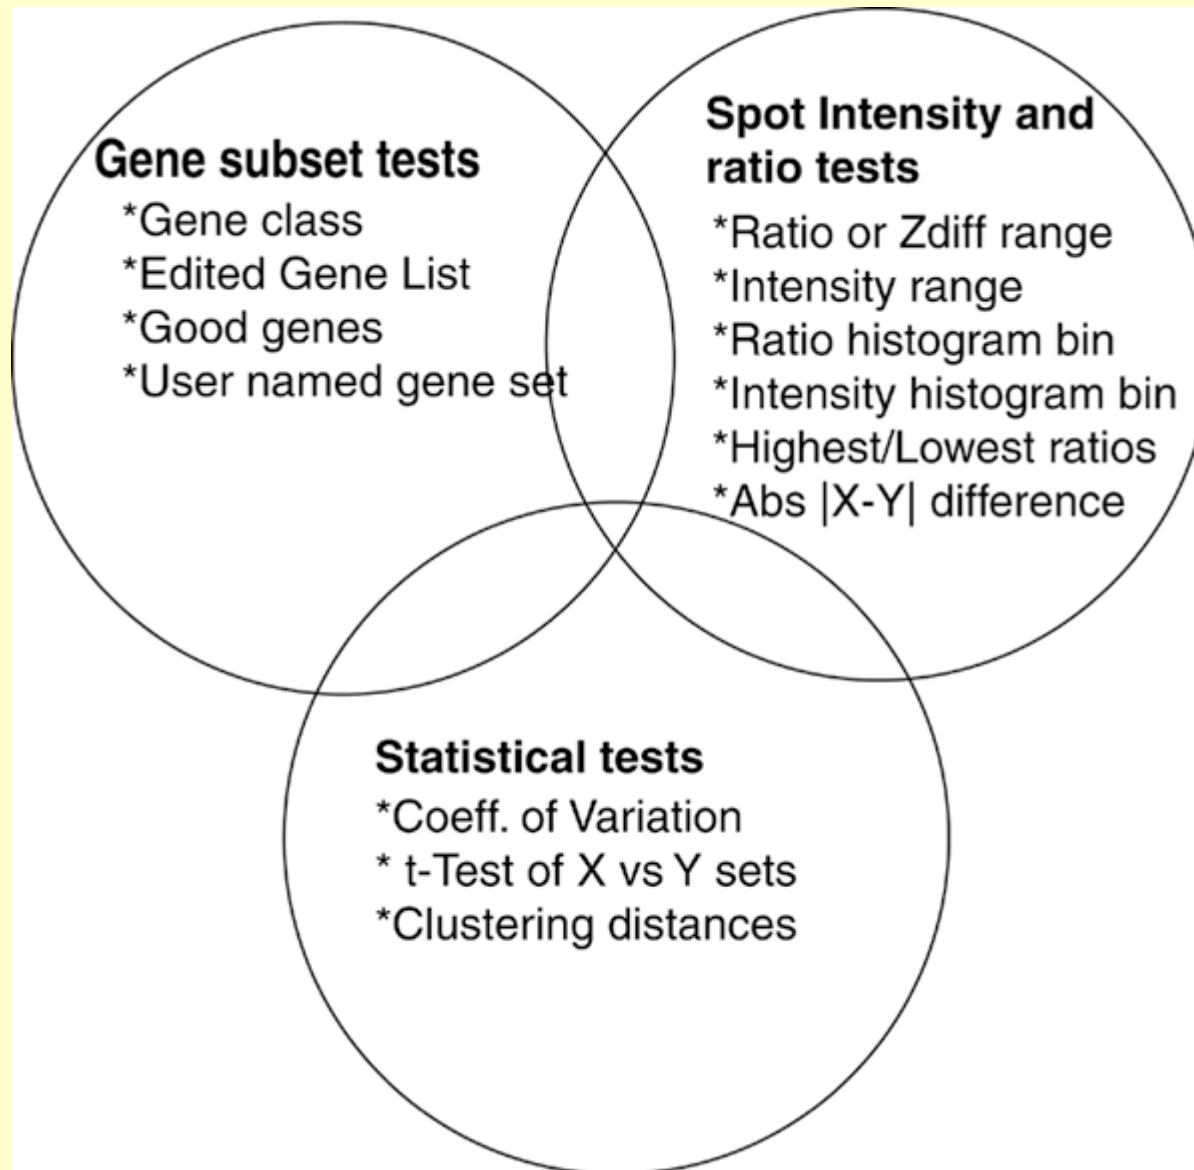 Gene subset tests
*Gene class
*Edited Gene List
*Good genes
*User named gene set
Spot Intensity and
ratio tests
*Ratio or Zdiff range
*Intensity range
*Ratio histogram bin
*Intensity histogram bin
*Highest/Lowest ratios
*Abs |X-Y| difference
Statistical tests
*Coeff. of Variation
* t-Test of X vs Y sets
*Clustering distances